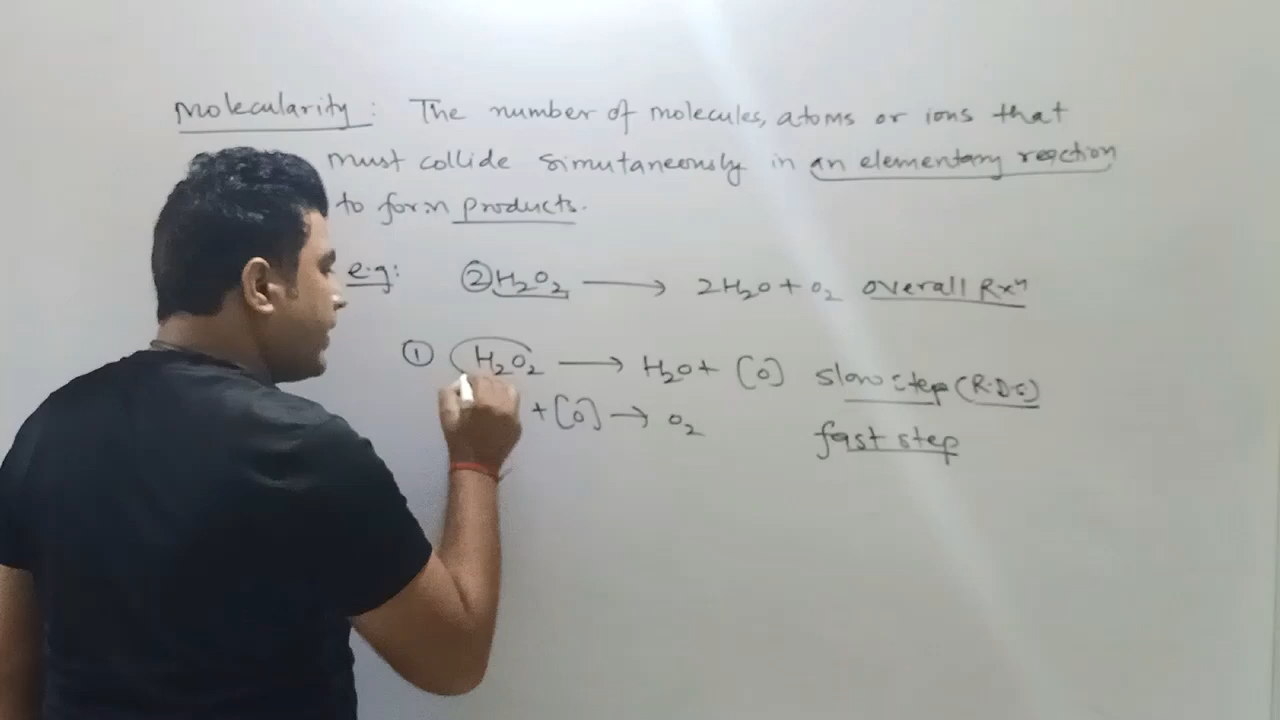 Molecularity : The number of molecules, atoms or ions that
must collide simutaneously in an elementary reaction
to form products.
e.g: ②H₂O₂ ⟶ 2H₂O + O₂ overall Rxⁿ
① H₂O₂ ⟶ H₂O + [O] slow step (R.D.S)
+ [O] → O₂ fast step